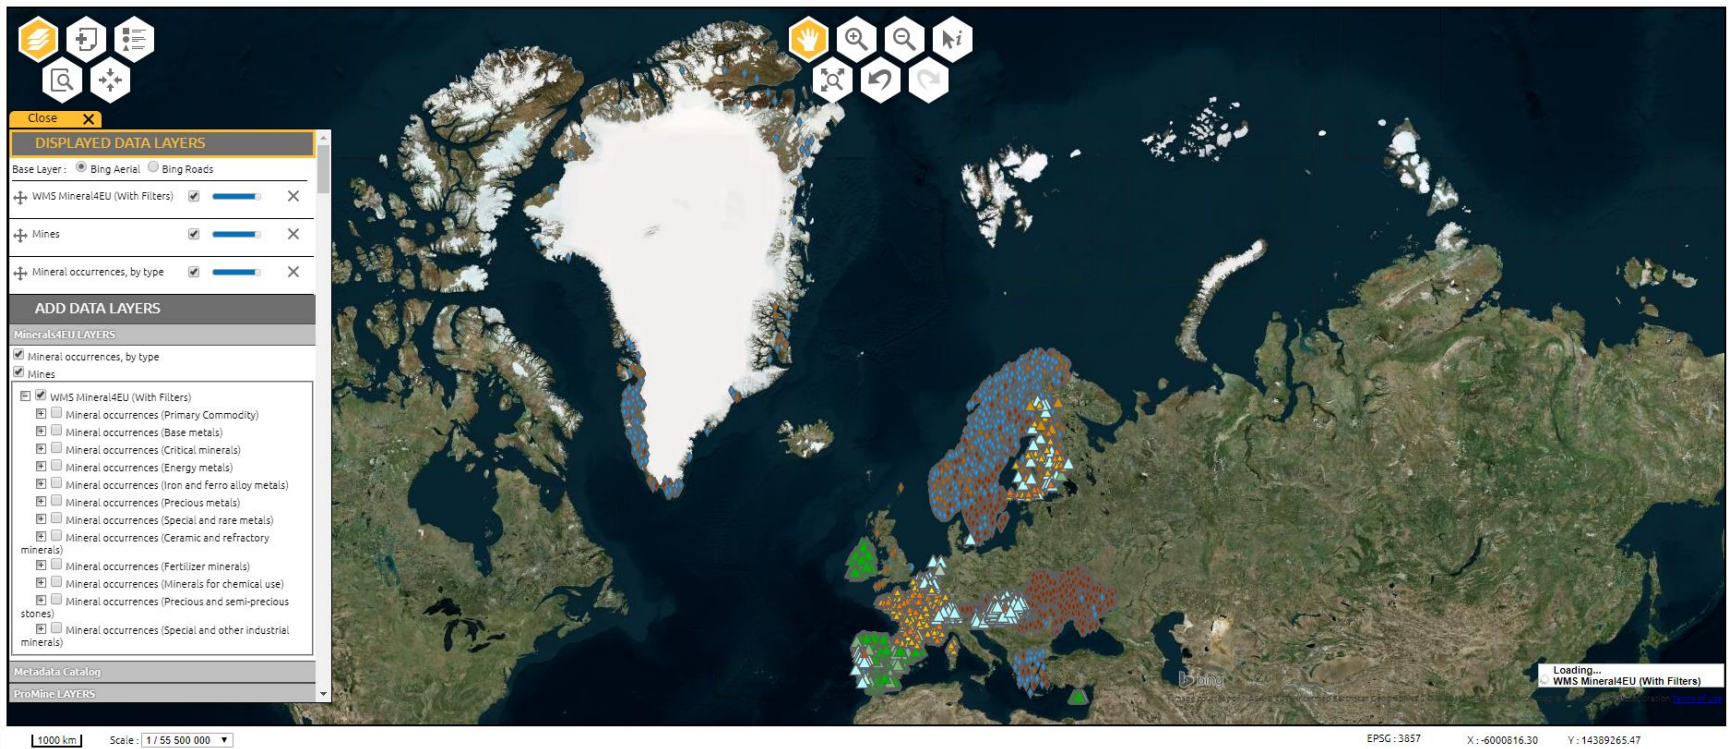 Close X
DISPLAYED DATA LAYERS
Base Layer : Bing Aerial Bing Roads
WMS Mineral4EU (With Filters)
Mines
Mineral occurrences, by type
ADD DATA LAYERS
Minerals4EU LAYERS
Mineral occurrences, by type
Mines
WMS Mineral4EU (With Filters)
Mineral occurrences (Primary Commodity)
Mineral occurrences (Base metals)
Mineral occurrences (Critical minerals)
Mineral occurrences (Energy metals)
Mineral occurrences (Iron and ferro alloy metals)
Mineral occurrences (Precious metals)
Mineral occurrences (Special and rare metals)
Mineral occurrences (Ceramic and refractory
minerals)
Mineral occurrences (Fertilizer minerals)
Mineral occurrences (Minerals for chemical use)
Mineral occurrences (Precious and semi-precious
stones)
Mineral occurrences (Special and other industrial
minerals)
Metadata Catalog
ProMine LAYERS
bing
Loading...
WMS Mineral4EU (With Filters)
Terms of Use
1000 km
Scale : 1 / 55 500 000
EPSG : 3857
X : -6000816.30
Y : 14389265.47